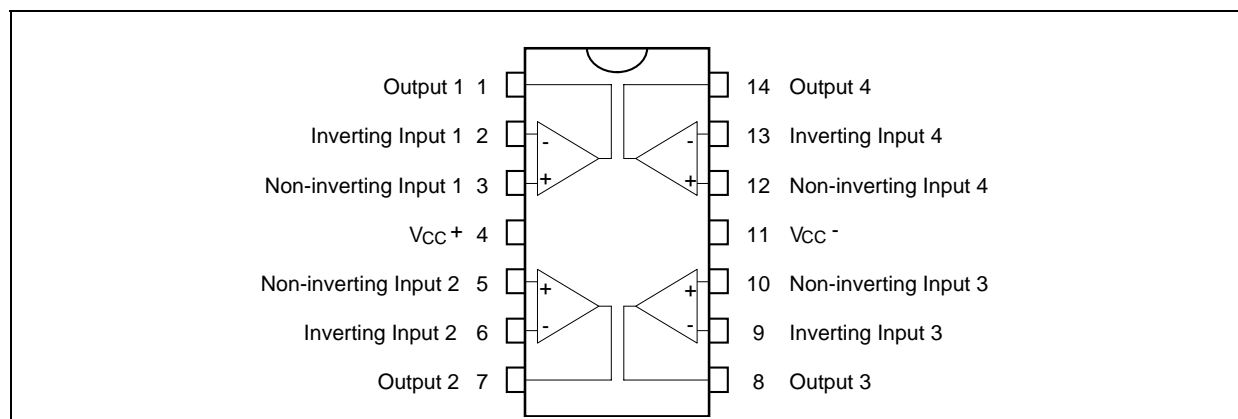 Output 1 1
Inverting Input 1 2
Non-inverting Input 1 3
VCC + 4
Non-inverting Input 2 5
Inverting Input 2 6
Output 2 7
14 Output 4
13 Inverting Input 4
12 Non-inverting Input 4
11 VCC -
10 Non-inverting Input 3
9 Inverting Input 3
8 Output 3
-
+
-
+
+
-
+
-